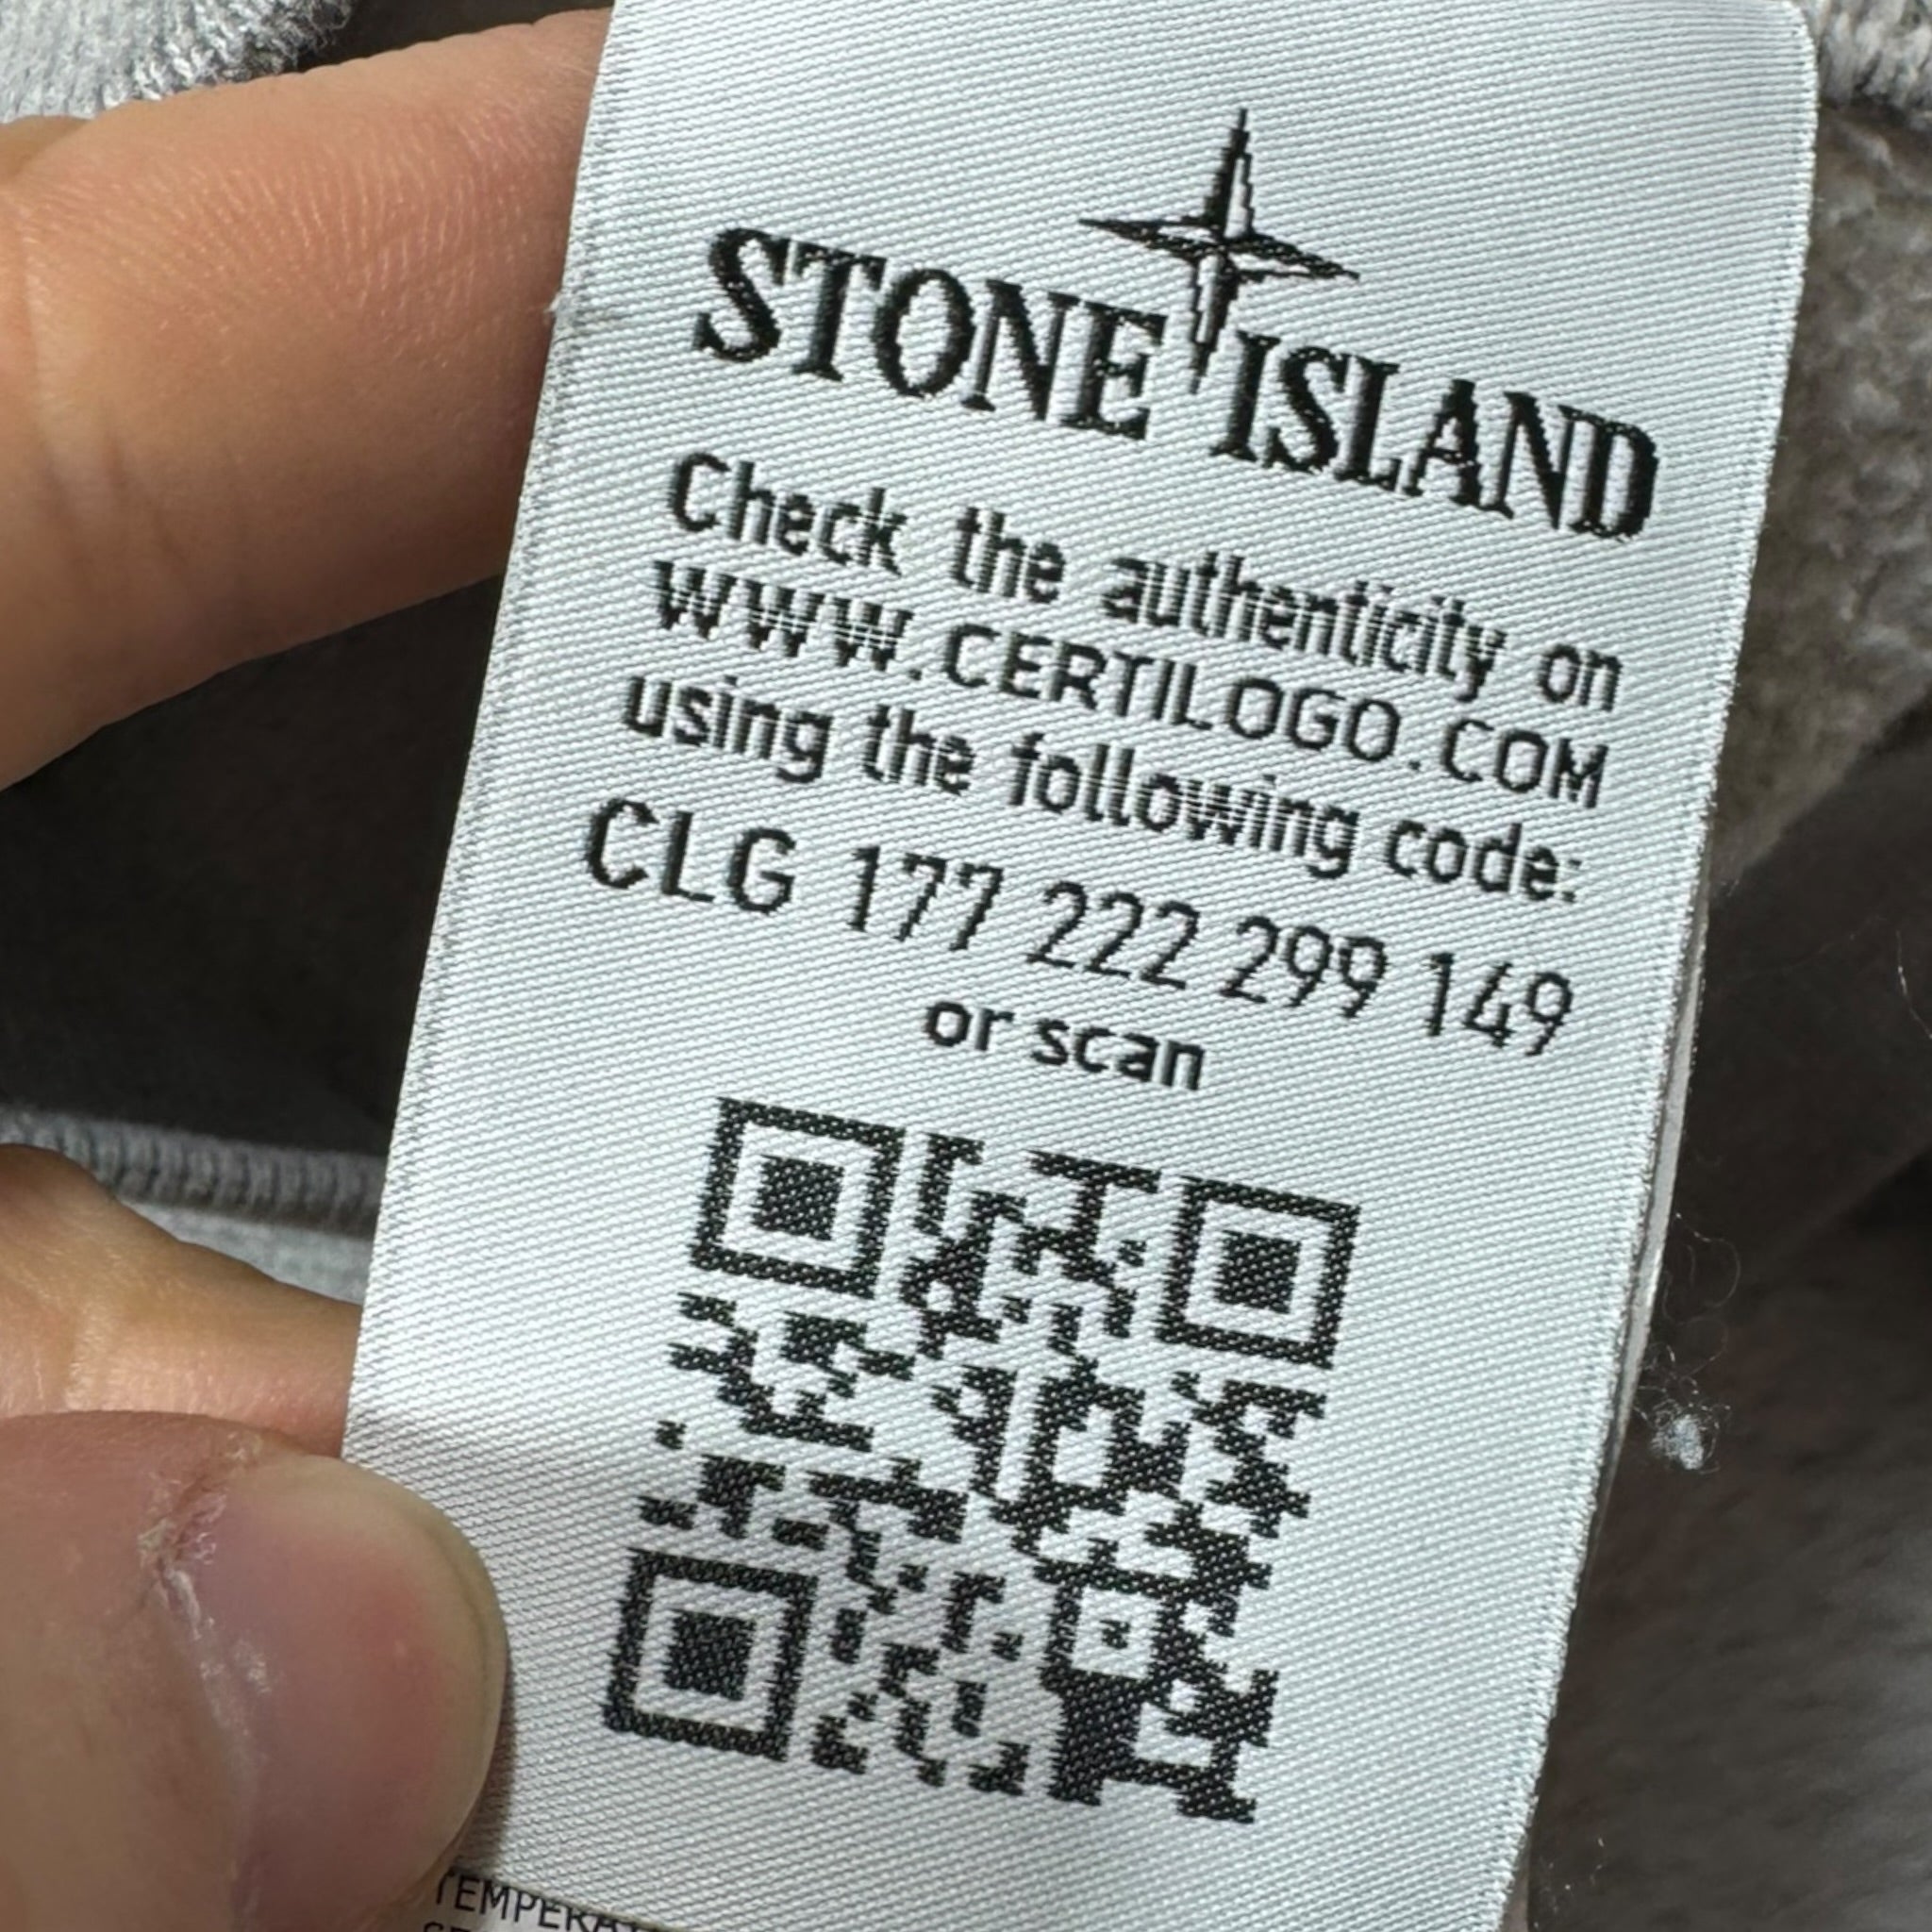 STONE ISLAND
Check the authenticity on
WWW.CERTILOGO.COM
using the following code:
CLG 177 222 299 149
or scan